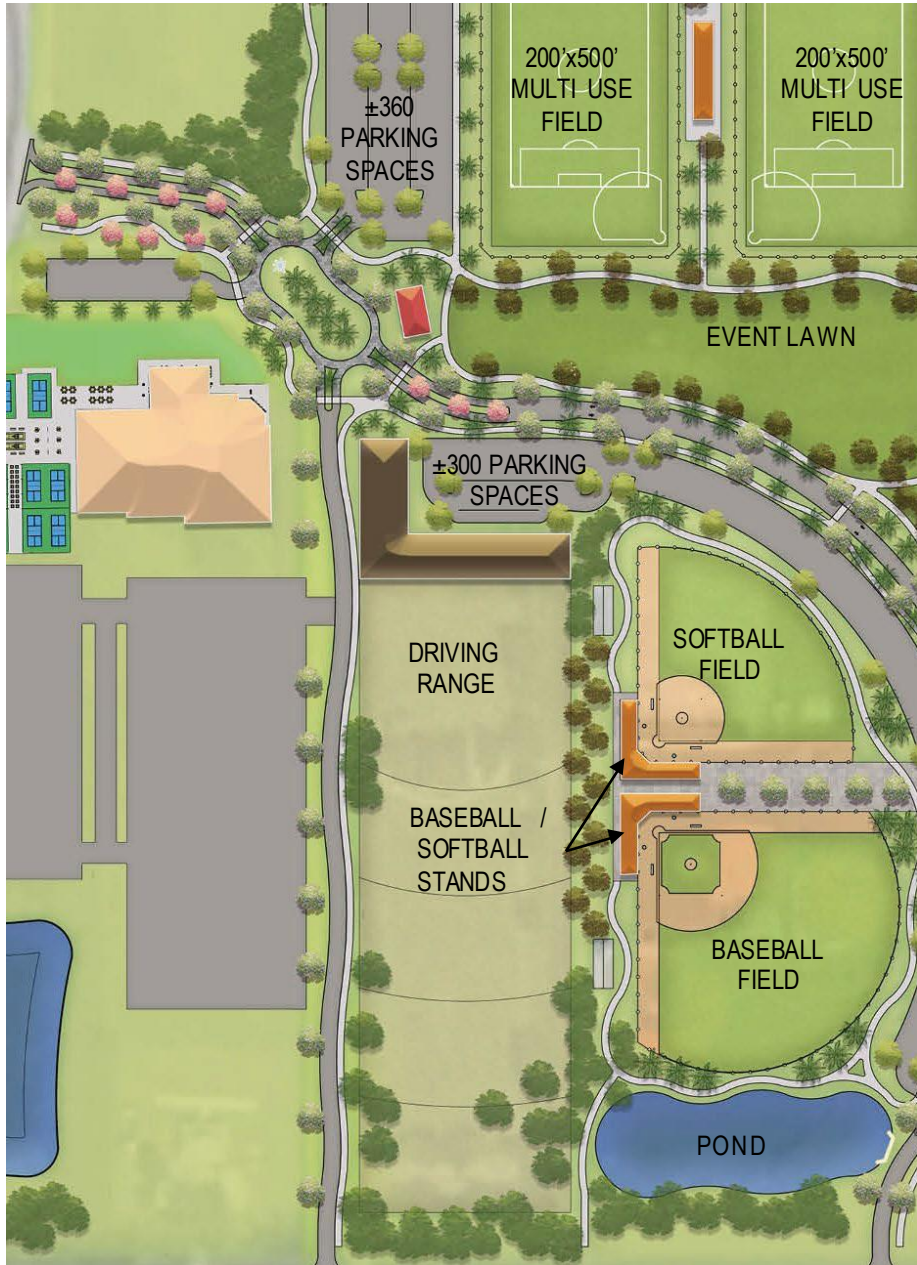 200'x500'
MULTI USE
FIELD
200'x500'
MULTI USE
FIELD
±360
PARKING
SPACES
EVENT LAWN
±300 PARKING
SPACES
SOFTBALL
FIELD
DRIVING
RANGE
BASEBALL /
SOFTBALL
STANDS
BASEBALL
FIELD
POND